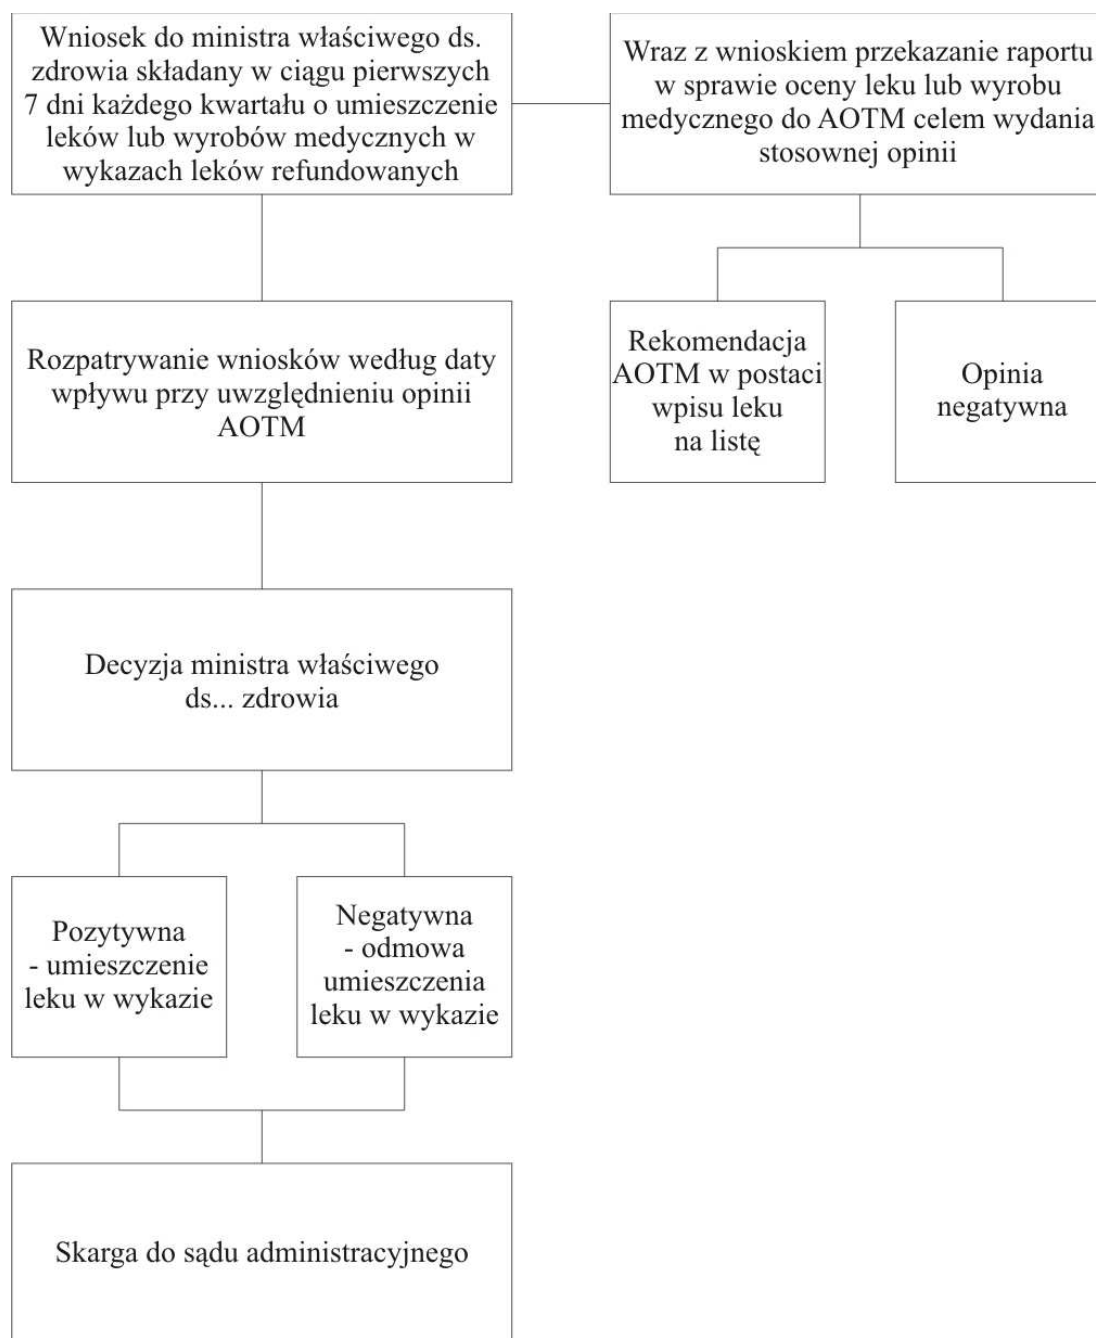 Wniosek do ministra właściwego ds.
zdrowia składany w ciągu pierwszych
7 dni każdego kwartału o umieszczenie
leków lub wyrobów medycznych w
wykazach leków refundowanych
Wraz z wnioskiem przekazanie raportu
w sprawie oceny leku lub wyrobu
medycznego do AOTM celem wydania
stosownej opinii
Rozpatrywanie wniosków według daty
wpływu przy uwzględnieniu opinii
AOTM
Rekomendacja
AOTM w postaci
wpisu leku
na listę
Opinia
negatywna
Decyzja ministra właściwego
ds... zdrowia
Pozytywna
- umieszczenie
leku w wykazie
Negatywna
- odmowa
umieszczenia
leku w wykazie
Skarga do sądu administracyjnego